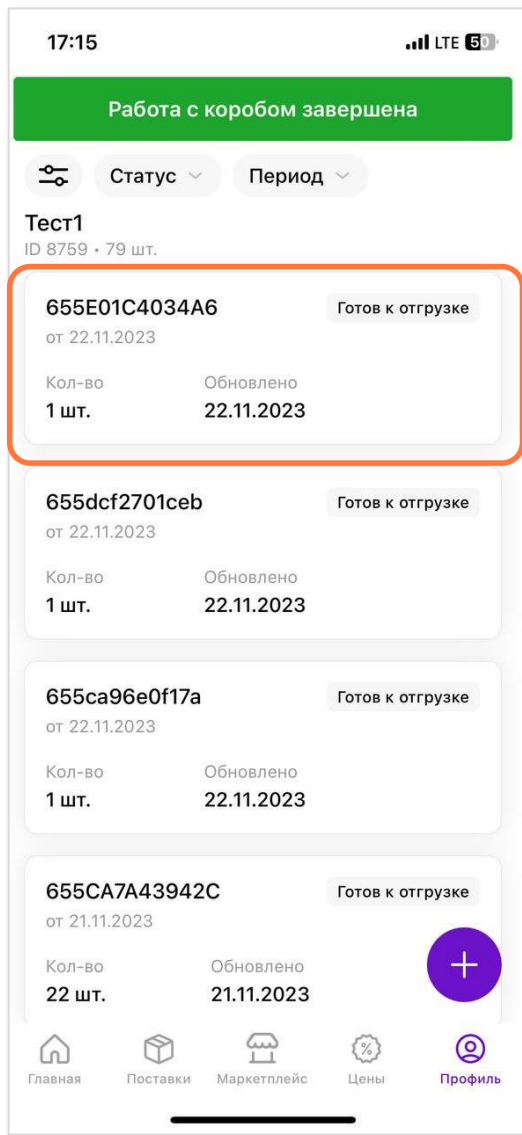 17:15 LTE 50
Работа с коробом завершена
Статус Период
Тест1
ID 8759 • 79 шт.
655E01C4034A6 Готов к отгрузке
от 22.11.2023
Кол-во Обновлено
1 шт. 22.11.2023
655dcf2701ceb Готов к отгрузке
от 22.11.2023
Кол-во Обновлено
1 шт. 22.11.2023
655ca96e0f17a Готов к отгрузке
от 22.11.2023
Кол-во Обновлено
1 шт. 22.11.2023
655CA7A43942C Готов к отгрузке
от 21.11.2023
Кол-во Обновлено
22 шт. 21.11.2023
Главная Поставки Маркетплейс Цены Профиль